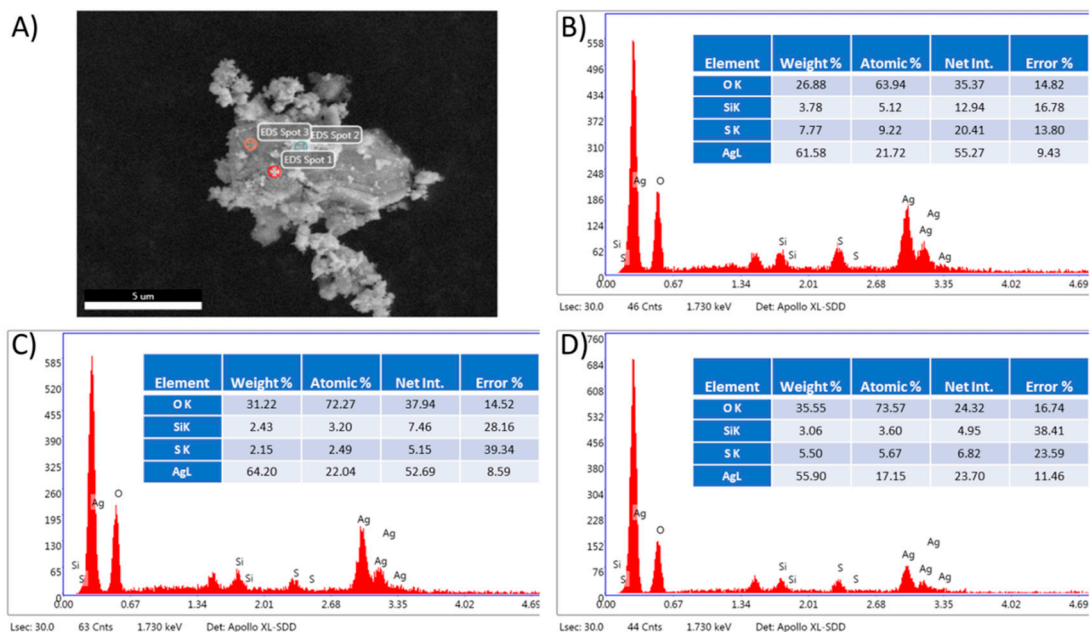 A)
EDS Spot 3
EDS Spot 2
EDS Spot 1
5 um
B)
558
496
434
372
310
248
186
124
62
0
Element Weight % Atomic % Net Int. Error %
O K 26.88 63.94 35.37 14.82
SiK 3.78 5.12 12.94 16.78
S K 7.77 9.22 20.41 13.80
AgL 61.58 21.72 55.27 9.43
Si
S
Ag
O
Si
Si
S
S
Ag
Ag
Ag
Ag
0.00 0.67 1.34 2.01 2.68 3.35 4.02 4.69
Lsec: 30.0 46 Cnts 1.730 keV Det: Apollo XL-SDD
C)
585
520
455
390
325
260
195
130
65
0
Element Weight % Atomic % Net Int. Error %
O K 31.22 72.27 37.94 14.52
SiK 2.43 3.20 7.46 28.16
S K 2.15 2.49 5.15 39.34
AgL 64.20 22.04 52.69 8.59
Si
S
Ag
O
Si
Si
S
S
Ag
Ag
Ag
Ag
0.00 0.67 1.34 2.01 2.68 3.35 4.02 4.69
Lsec: 30.0 63 Cnts 1.730 keV Det: Apollo XL-SDD
D)
760
684
608
532
456
380
304
228
152
76
0
Element Weight % Atomic % Net Int. Error %
O K 35.55 73.57 24.32 16.74
SiK 3.06 3.60 4.95 38.41
S K 5.50 5.67 6.82 23.59
AgL 55.90 17.15 23.70 11.46
Si
S
Ag
O
Si
Si
S
S
Ag
Ag
Ag
Ag
0.00 0.67 1.34 2.01 2.68 3.35 4.02 4.69
Lsec: 30.0 44 Cnts 1.730 keV Det: Apollo XL-SDD